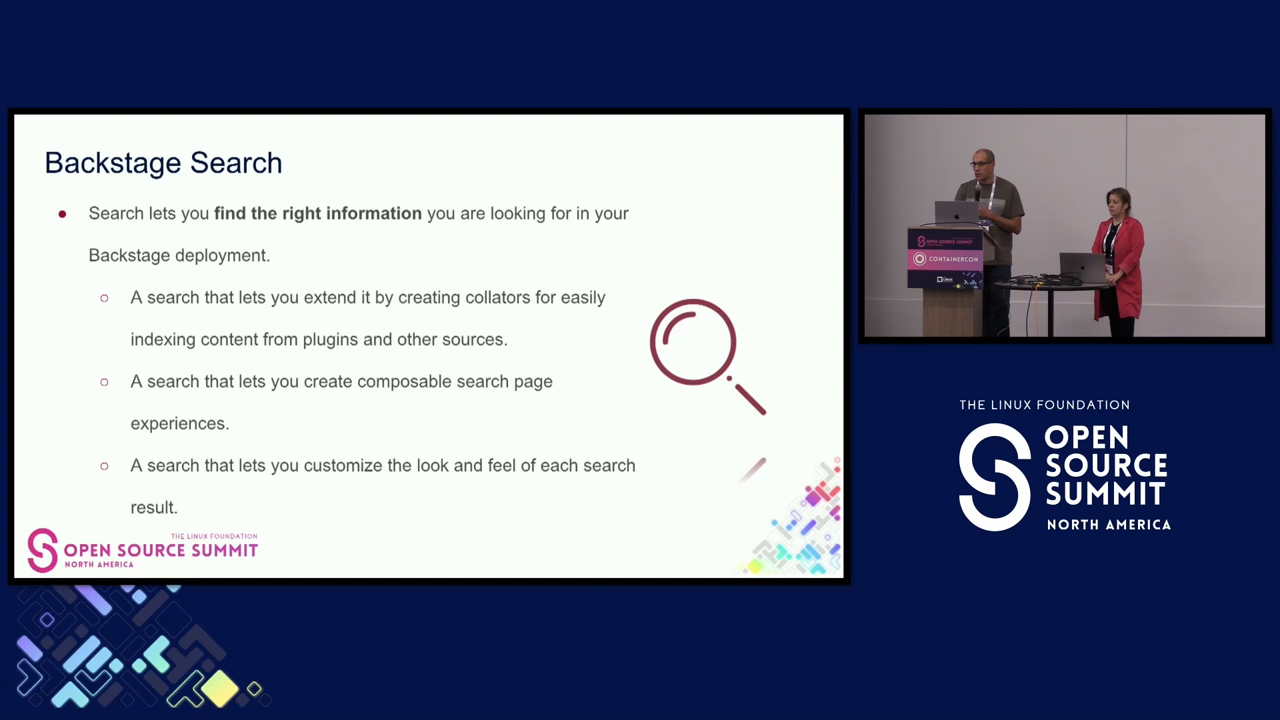 Backstage Search
● Search lets you find the right information you are looking for in your
Backstage deployment.
○ A search that lets you extend it by creating collators for easily
indexing content from plugins and other sources.
○ A search that lets you create composable search page
experiences.
○ A search that lets you customize the look and feel of each search
result.
THE LINUX FOUNDATION
OPEN SOURCE SUMMIT
NORTH AMERICA
OPEN SOURCE SUMMIT
CONTAINERCON
THE LINUX FOUNDATION
OPEN
SOURCE
SUMMIT
NORTH AMERICA